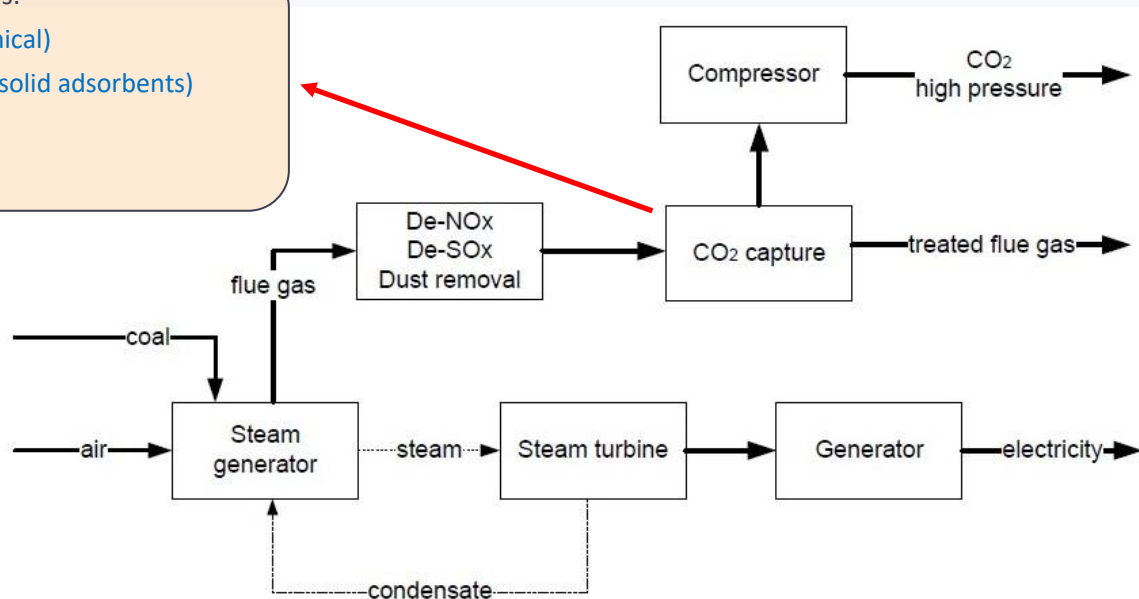 s:
nical)
solid adsorbents)
Compressor
CO2
high pressure
De-NOx
De-SOx
Dust removal
CO2 capture
treated flue gas
flue gas
coal
air
Steam
generator
steam
Steam turbine
Generator
electricity
condensate